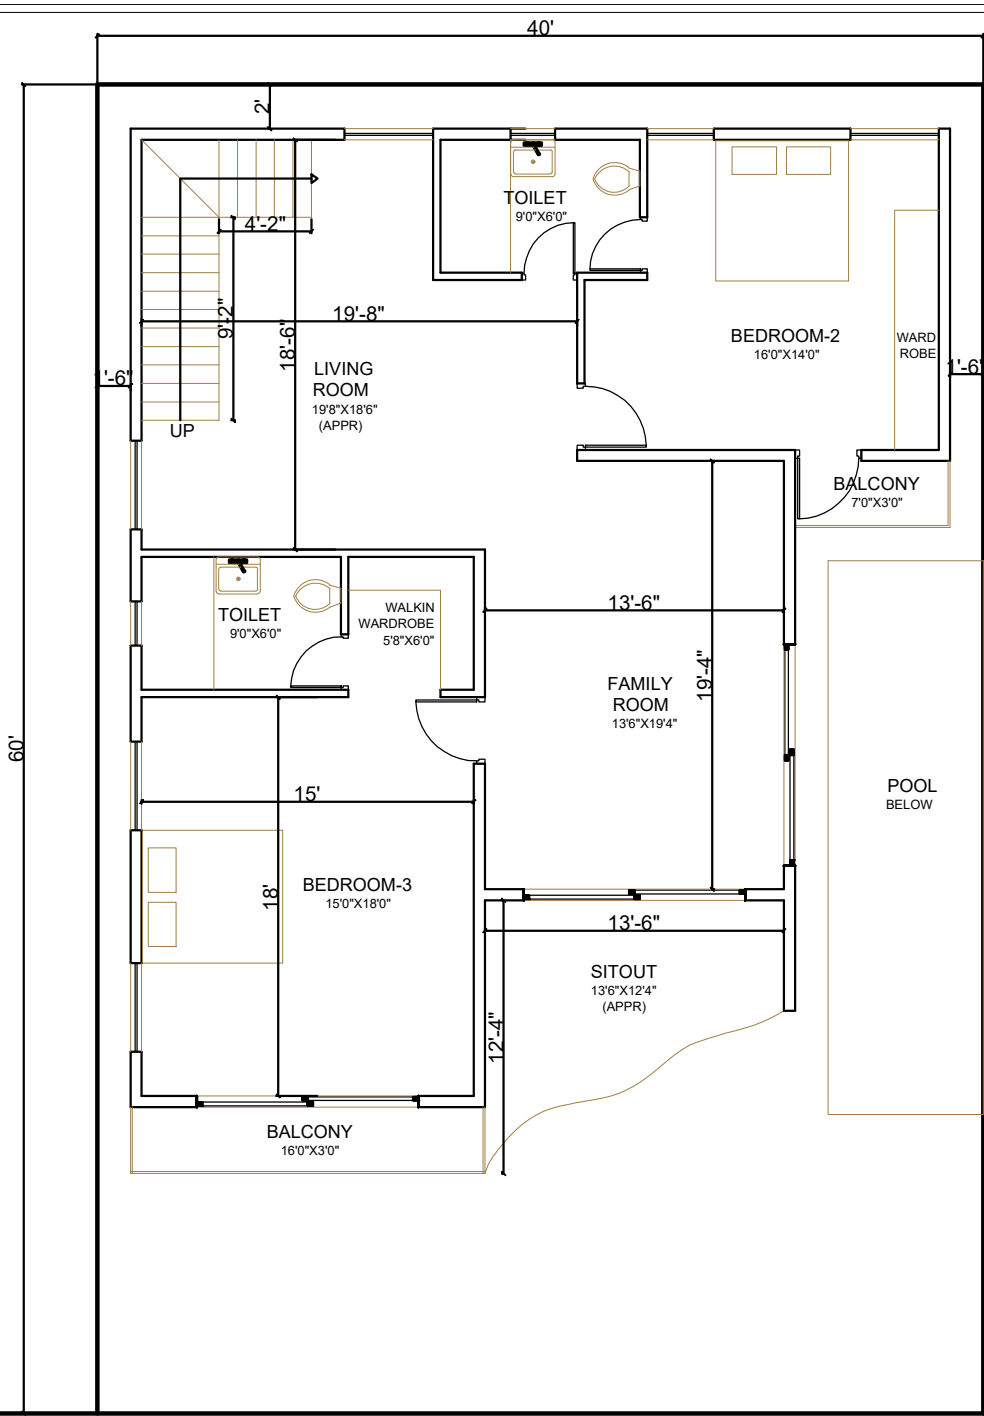 40'
2'
TOILET
9'0"X6'0"
4'-2"
9'-2"
19'-8"
18'-6"
BEDROOM-2
16'0"X14'0"
WARD
ROBE
LIVING
ROOM
19'8"X18'6"
(APPR)
1'-6"
1'-6"
UP
BALCONY
7'0"X3'0"
13'-6"
TOILET
9'0"X6'0"
WALKIN
WARDROBE
5'8"X6'0"
19'-4"
FAMILY
ROOM
13'6"X19'4"
60'
POOL
BELOW
15'
18'
BEDROOM-3
15'0"X18'0"
13'-6"
SITOUT
13'6"X12'4"
(APPR)
12'-4"
BALCONY
16'0"X3'0"